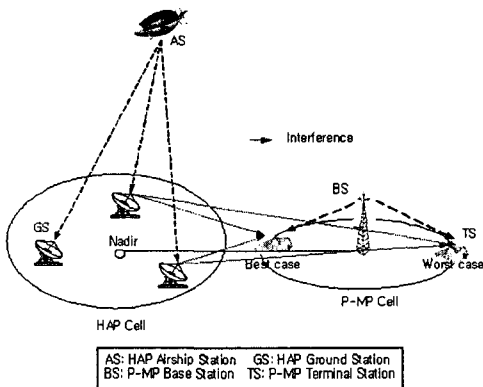 AS
Interference
BS
GS
Nadir
TS
Best case
Worst case
HAP Cell
P-MP Cell
AS: HAP Airship Station GS: HAP Ground Station
BS: P-MP Base Station TS: P-MP Terminal Station